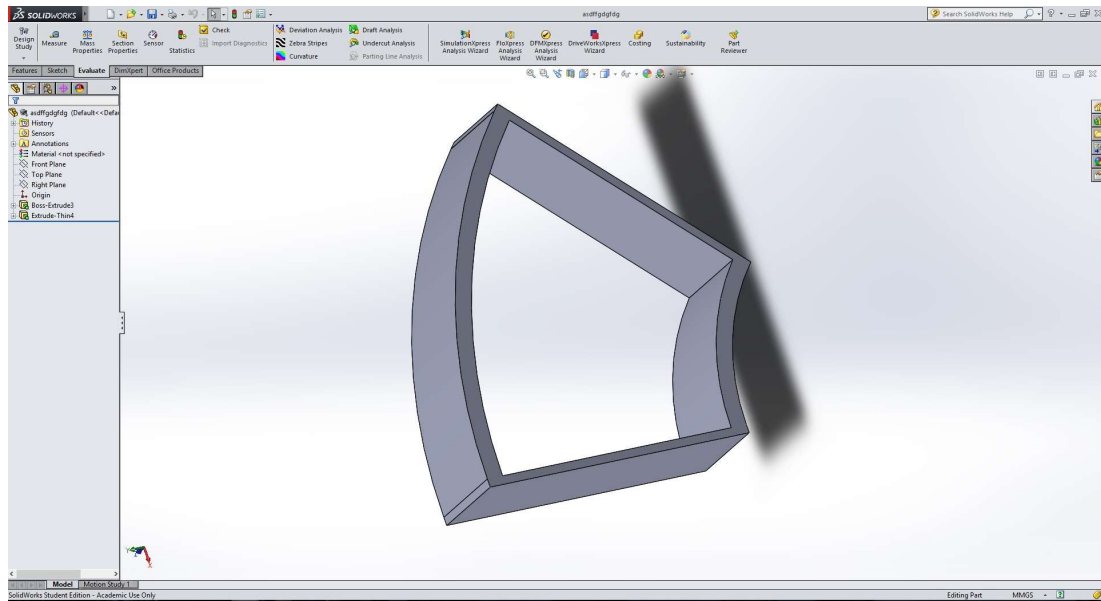 SOLIDWORKS
asdffgdgfdg
Search SolidWorks Help
Design Study
Measure
Mass Properties
Section Properties
Sensor
Statistics
Check
Import Diagnostics
Deviation Analysis
Zebra Stripes
Curvature
Draft Analysis
Undercut Analysis
Parting Line Analysis
SimulationXpress Analysis Wizard
FloXpress Analysis Wizard
DFMXpress Analysis Wizard
DriveWorksXpress Wizard
Costing
Sustainability
Part Reviewer
Features
Sketch
Evaluate
DimXpert
Office Products
asdffgdgfdg (Default<<Defau
History
Sensors
Annotations
Material <not specified>
Front Plane
Top Plane
Right Plane
Origin
Boss-Extrude3
Extrude-Thin4
Model
Motion Study 1
SolidWorks Student Edition - Academic Use Only
Editing Part
MMGS